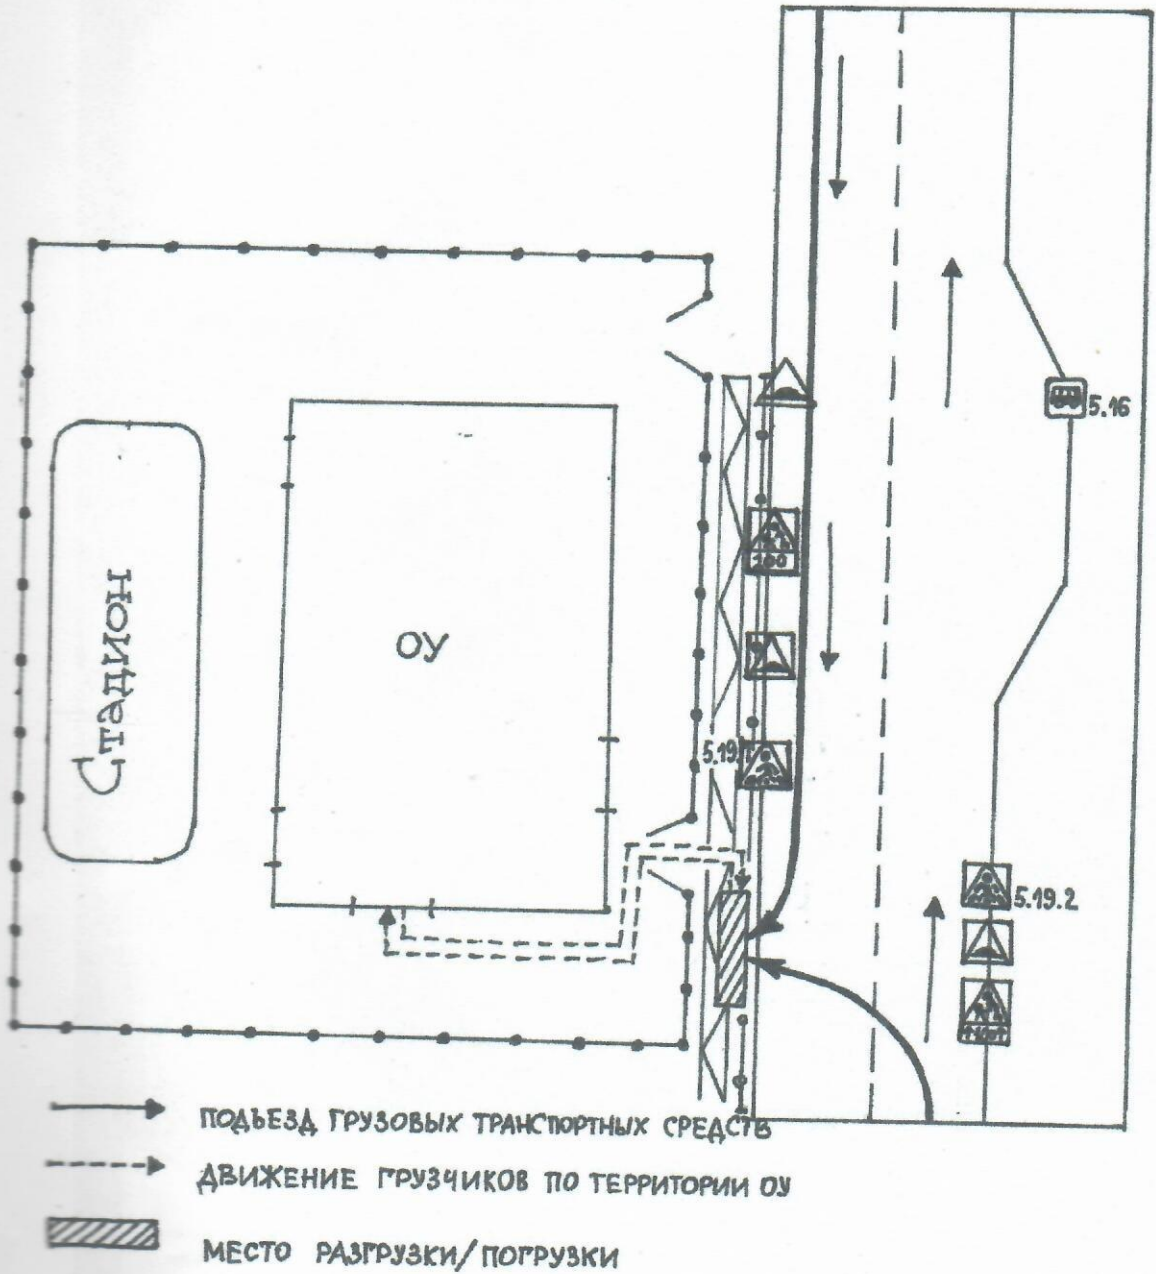 5.16
200
ОУ
Стадион
5.19.1
5.19.2
ПОДЬЕЗД ГРУЗОВЫХ ТРАНСПОРТНЫХ СРЕДСТВ
ДВИЖЕНИЕ ГРУЗЧИКОВ ПО ТЕРРИТОРИИ ОУ
МЕСТО РАЗГРУЗКИ/ПОГРУЗКИ